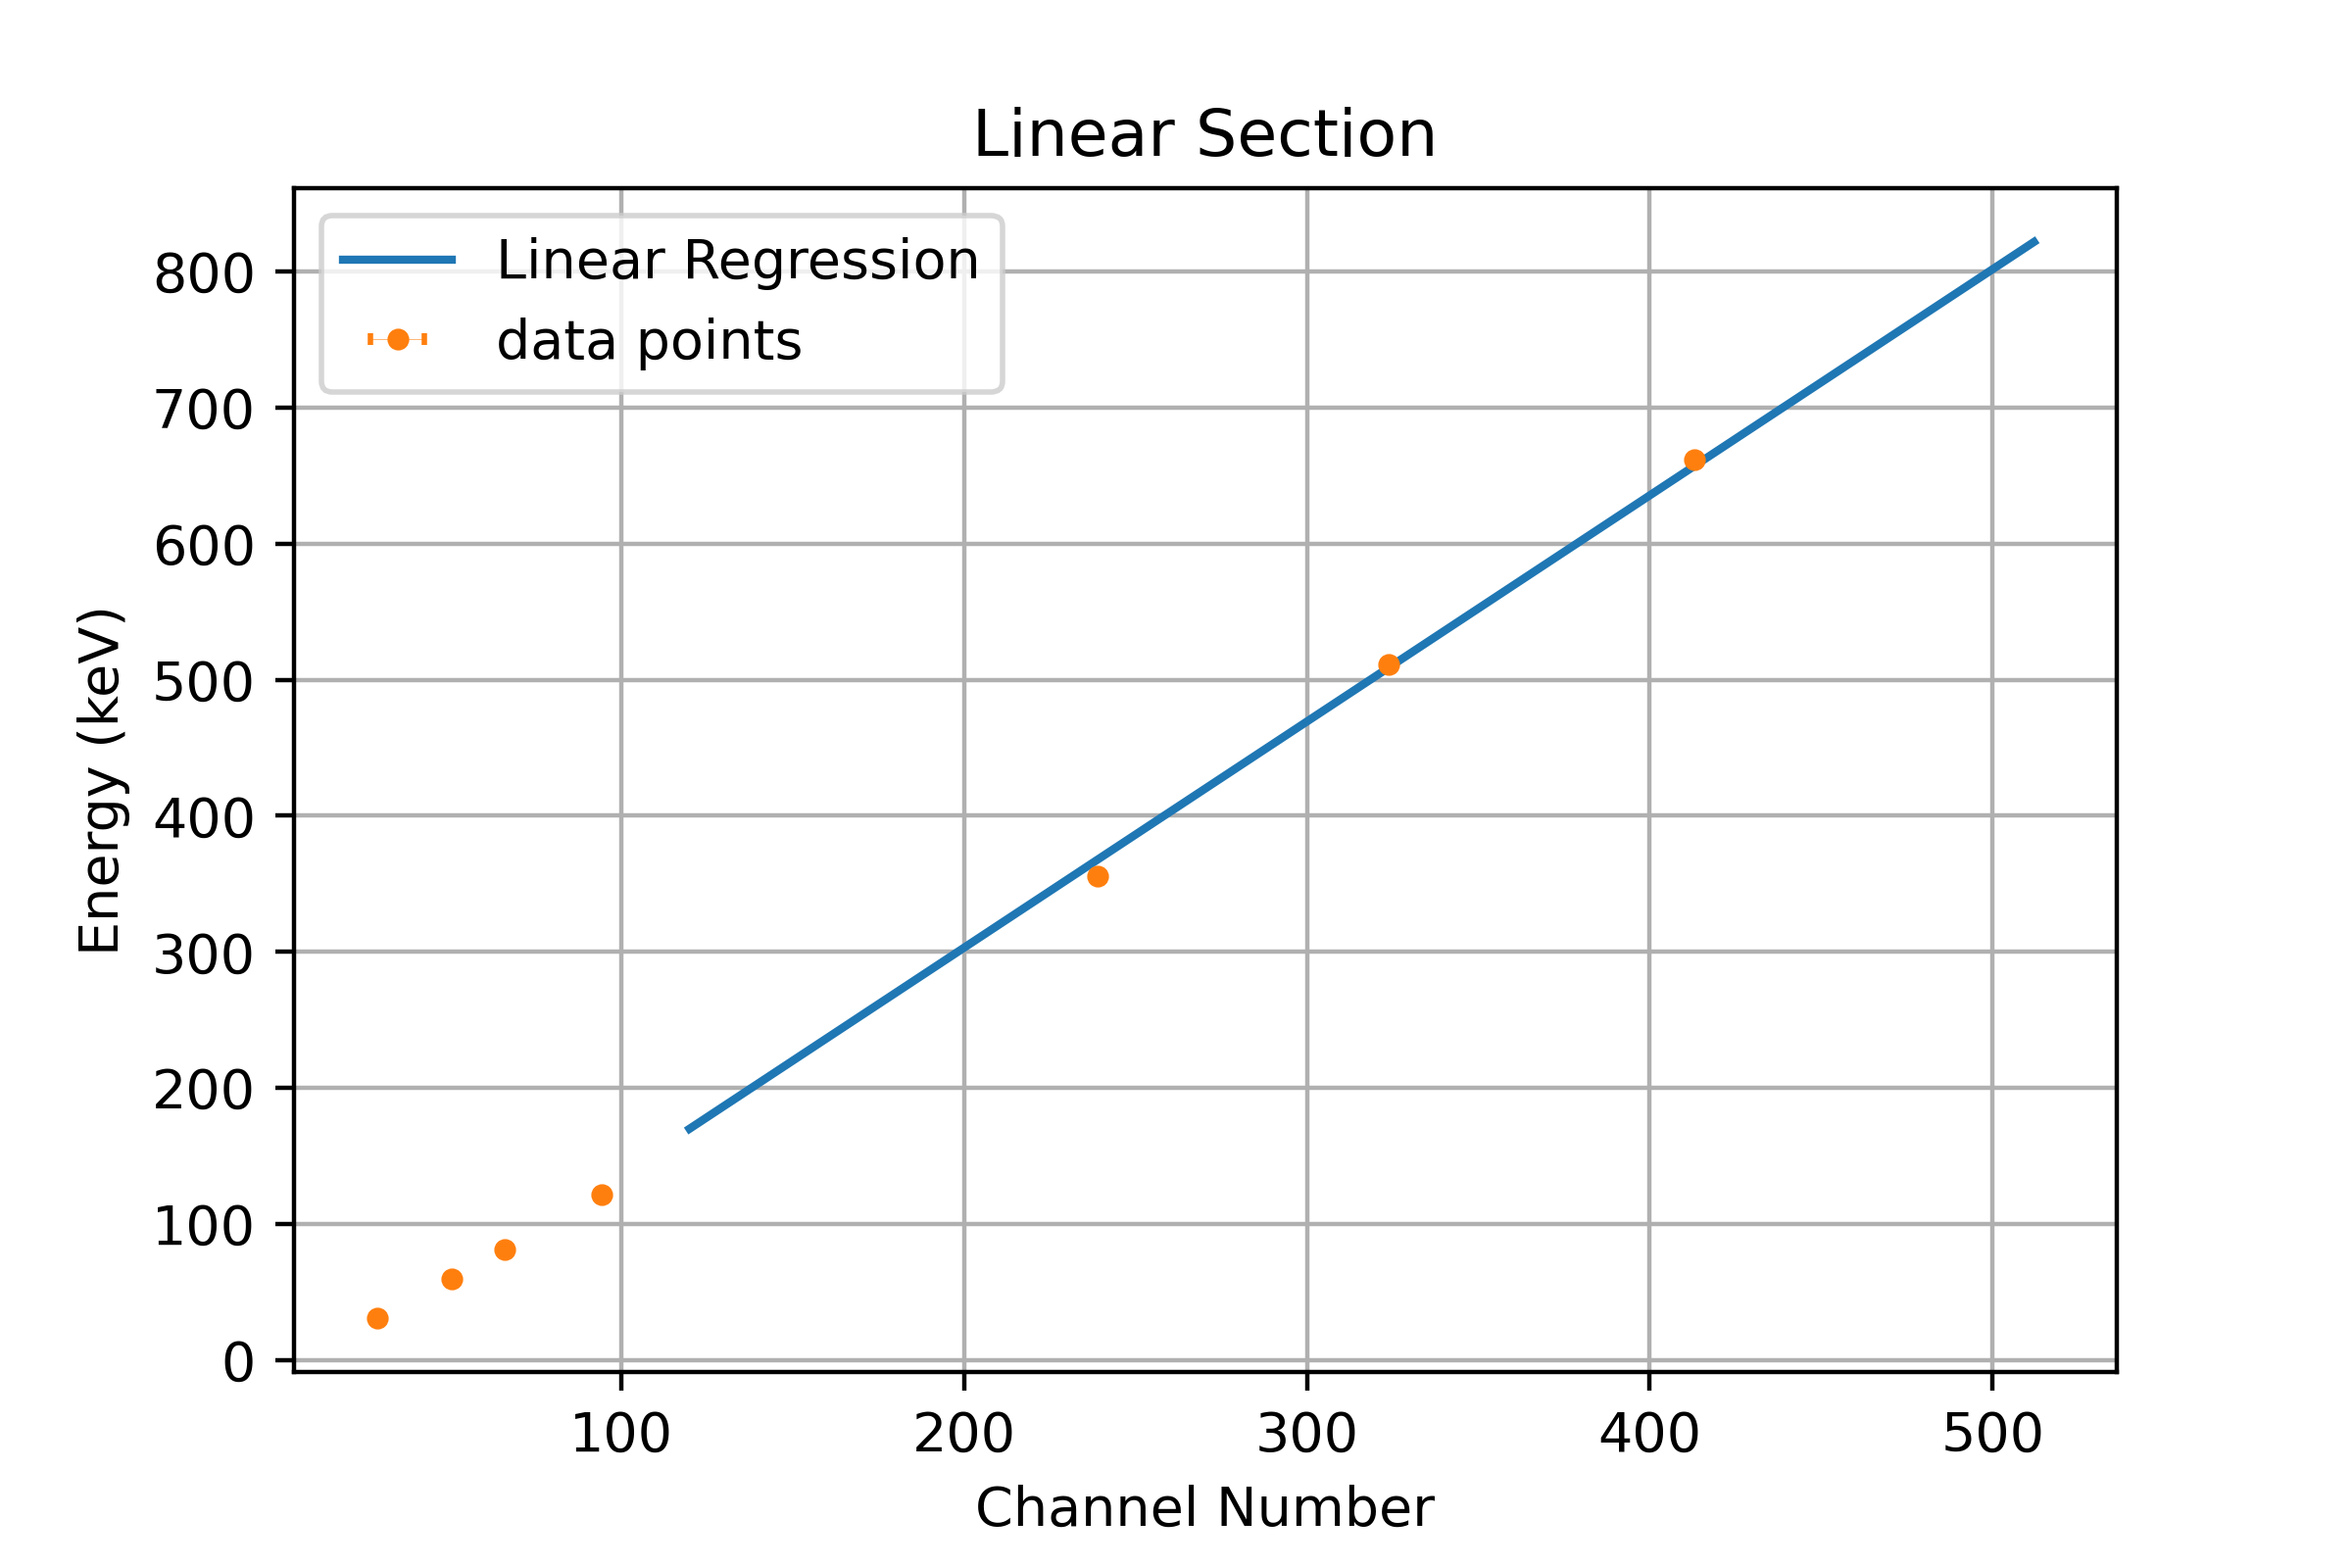 Linear Section
Linear Regression
data points
Energy (keV)
800
700
600
500
400
300
200
100
0
100 200 300 400 500
Channel Number